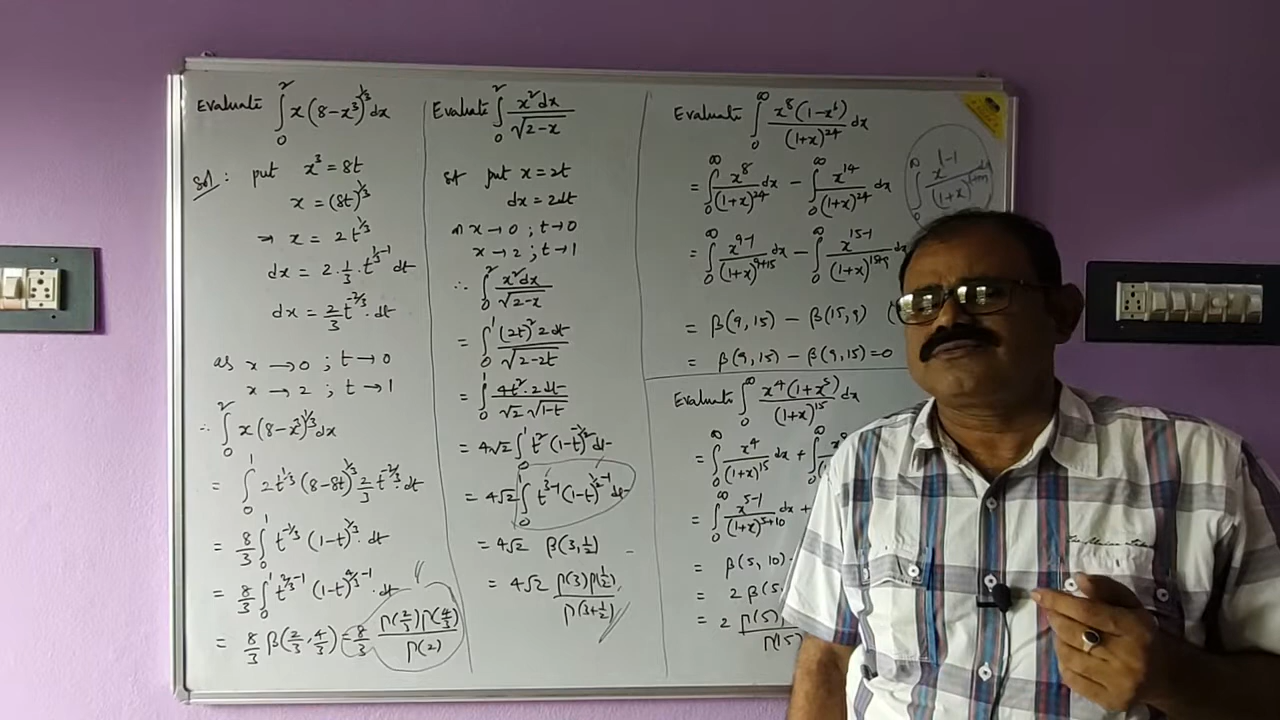 Evaluate ∫₀² x(8-x³)^{1/3} dx
Sol: put x³ = 8t
x = (8t)^{1/3}
⇒ x = 2t^{1/3}
dx = 2·1/3·t^{1/3-1} dt
dx = 2/3 t^{-2/3}·dt
as x → 0 ; t → 0
x → 2 ; t → 1
∴ ∫₀² x(8-x³)^{1/3} dx
= ∫₀¹ 2t^{1/3} (8-8t)^{1/3} 2/3 t^{-2/3}·dt
= 8/3 ∫₀¹ t^{-1/3} (1-t)^{1/3}·dt
= 8/3 ∫₀¹ t^{2/3-1} (1-t)^{4/3-1}·dt
= 8/3 β(2/3, 4/3) = 8/3 Γ(2/3)Γ(4/3)/Γ(2)
Evaluate ∫₀² x²dx/√(2-x)
put x = 2t
dx = 2dt
as x → 0 ; t → 0
x → 2 ; t → 1
∴ ∫₀² x²dx/√(2-x)
= ∫₀¹ (2t)² 2dt/√(2-2t)
= ∫₀¹ 4t²·2dt/√2 √(1-t)
= 4√2 ∫₀¹ t² (1-t)^{-1/2} dt
= 4√2 ∫₀¹ t^{3-1} (1-t)^{1/2-1} dt
= 4√2 β(3, 1/2)
= 4√2 Γ(3)Γ(1/2)/Γ(3+1/2)
Evaluate ∫₀^∞ x⁸(1-x⁶)/(1+x)²⁴ dx
= ∫₀^∞ x⁸/(1+x)²⁴ dx - ∫₀^∞ x¹⁴/(1+x)²⁴ dx
= ∫₀^∞ x^{9-1}/(1+x)^{9+15} dx - ∫₀^∞ x^{15-1}/(1+x)^{15+9} dx
= β(9,15) - β(15,9) (
= β(9,15) - β(9,15) = 0
Evaluate ∫₀^∞ x⁴(1+x⁵)/(1+x)¹⁵ dx
= ∫₀^∞ x⁴/(1+x)¹⁵ dx + ∫₀^∞
= ∫₀^∞ x^{5-1}/(1+x)^{5+10} dx +
= β(5,10)
= 2β(5,
= 2 Γ(5)/Γ(15)